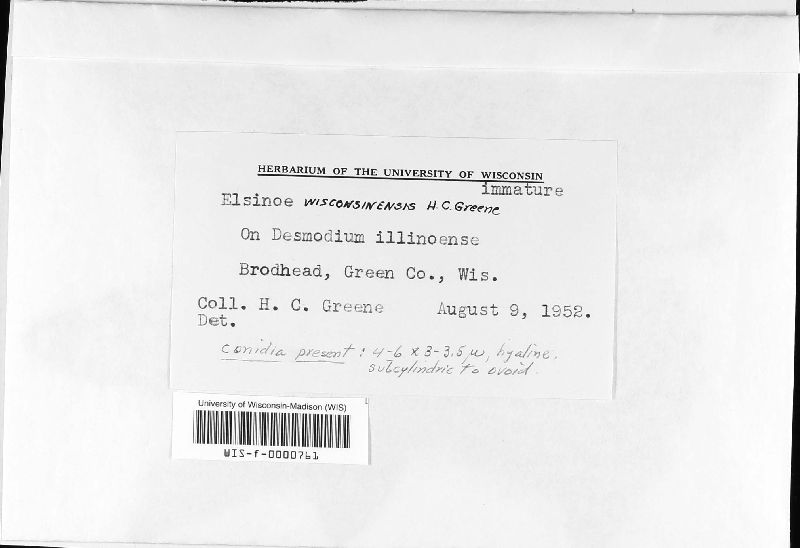 HERBARIUM OF THE UNIVERSITY OF WISCONSIN
immature
Elsinoe wisconsinensis H.C. Greene
On Desmodium illinoense
Brodhead, Green Co., Wis.
Coll. H. C. Greene August 9, 1952.
Det.
conidia present: 4-6 x 3-3.5 µ, hyaline.
subcylindric to ovoid.
University of Wisconsin-Madison (WIS)
WIS-f-0000761